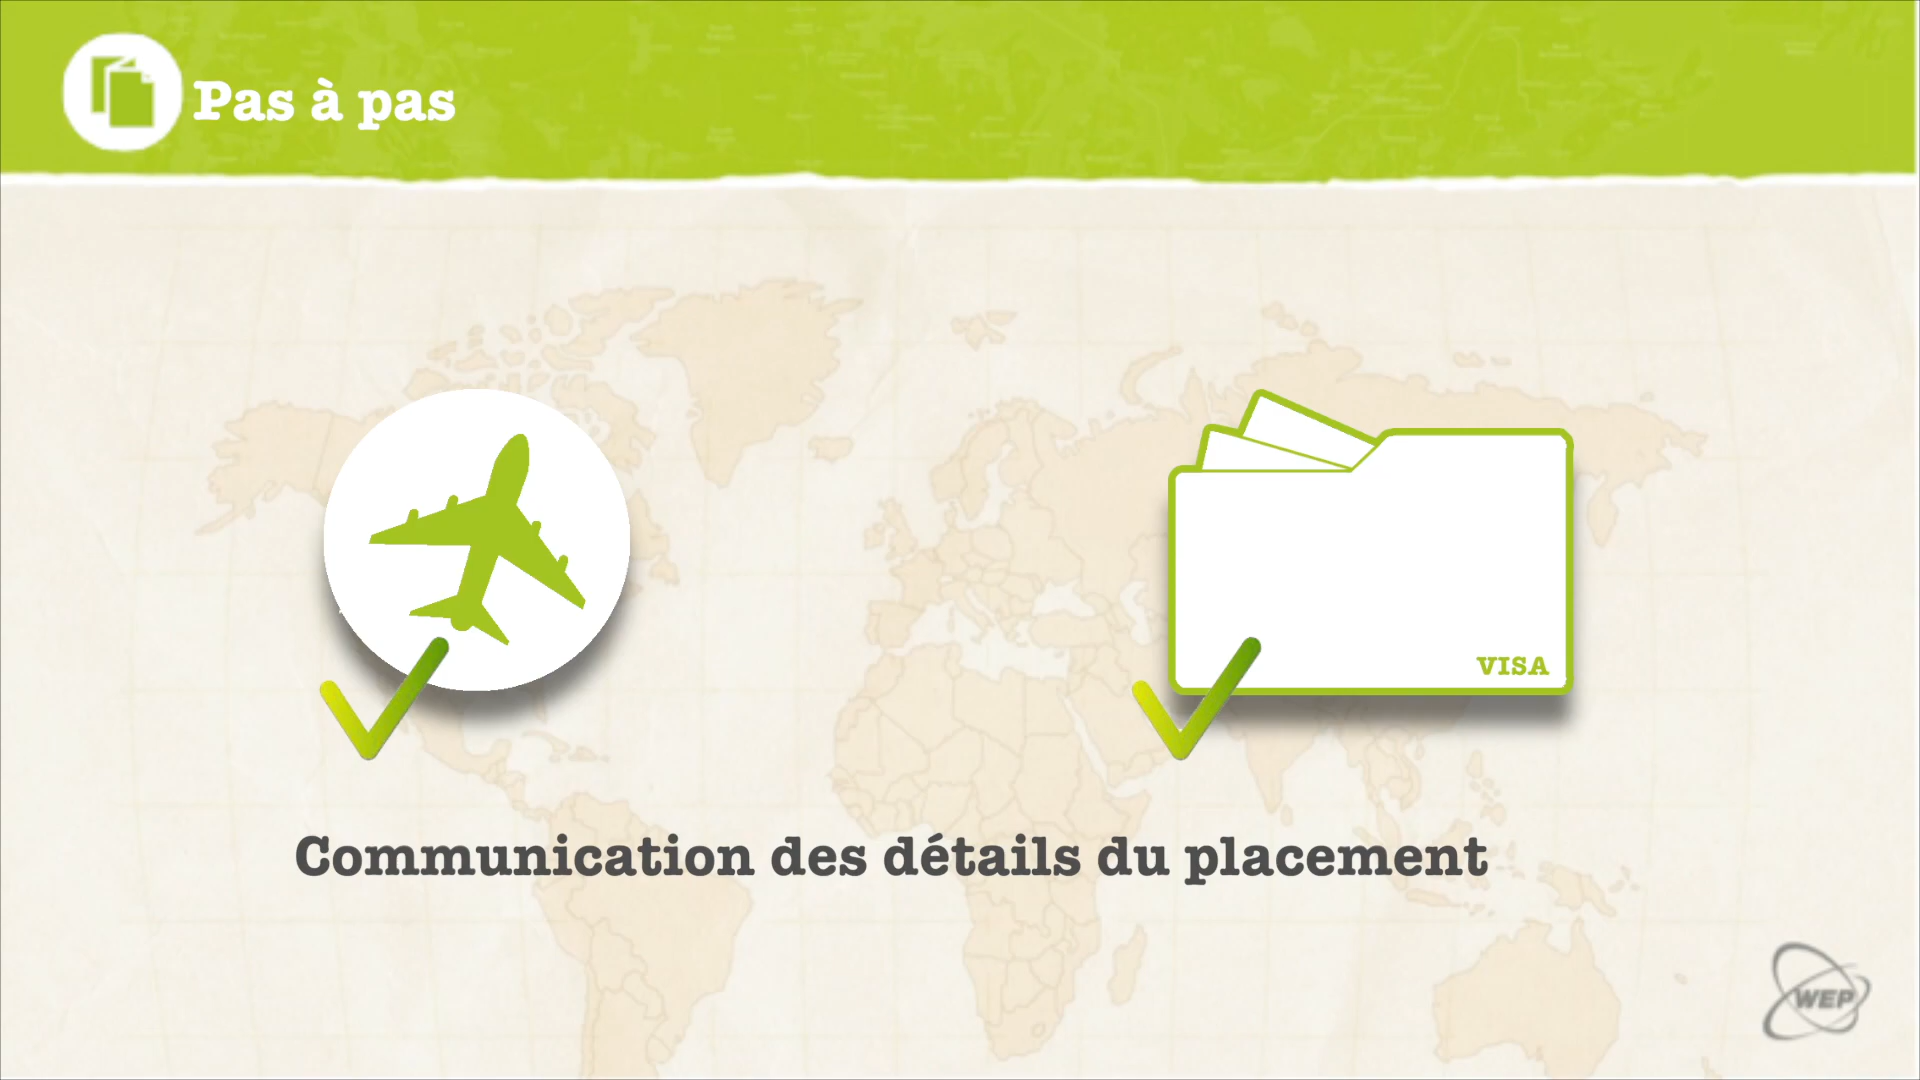 Pas à pas
VISA
Communication des détails du placement
WEP